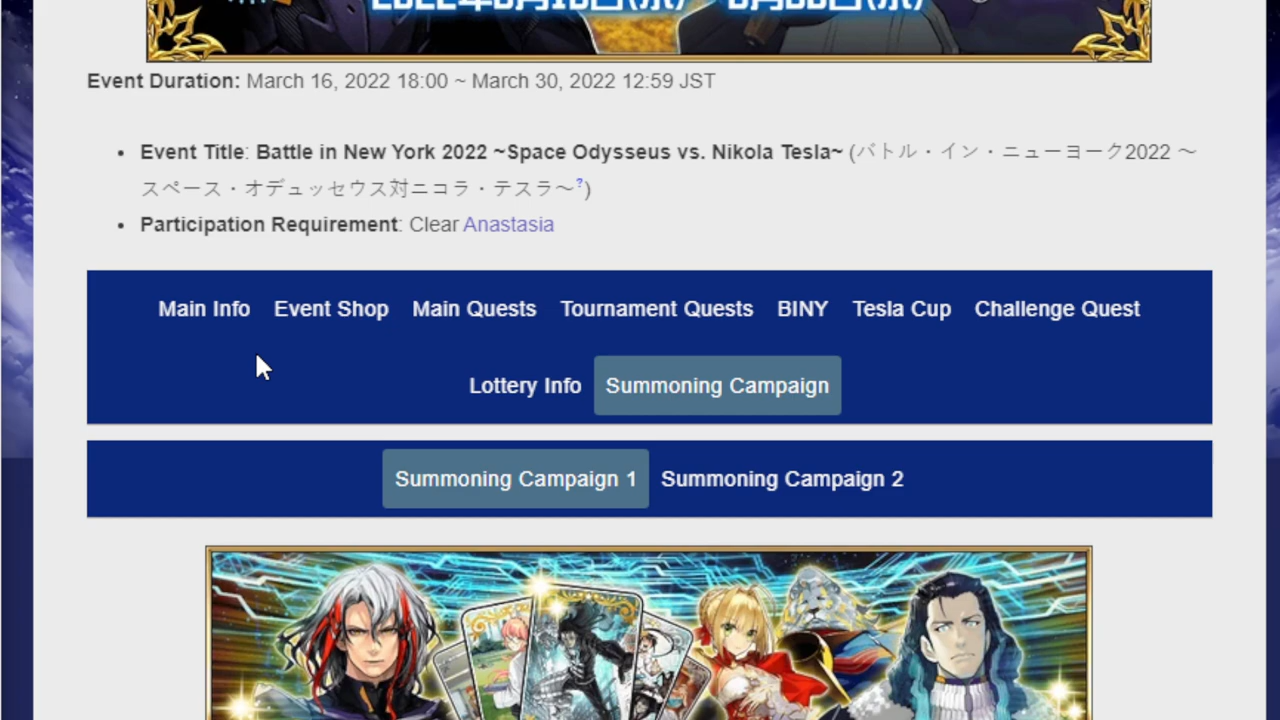 Event Duration: March 16, 2022 18:00 ~ March 30, 2022 12:59 JST
Event Title: Battle in New York 2022 ~Space Odysseus vs. Nikola Tesla~ (バトル・イン・ニューヨーク2022 ～
スペース・オデュッセウス対ニコラ・テスラ～?)
Participation Requirement: Clear Anastasia
Main Info Event Shop Main Quests Tournament Quests BINY Tesla Cup Challenge Quest
Lottery Info Summoning Campaign
Summoning Campaign 1 Summoning Campaign 2